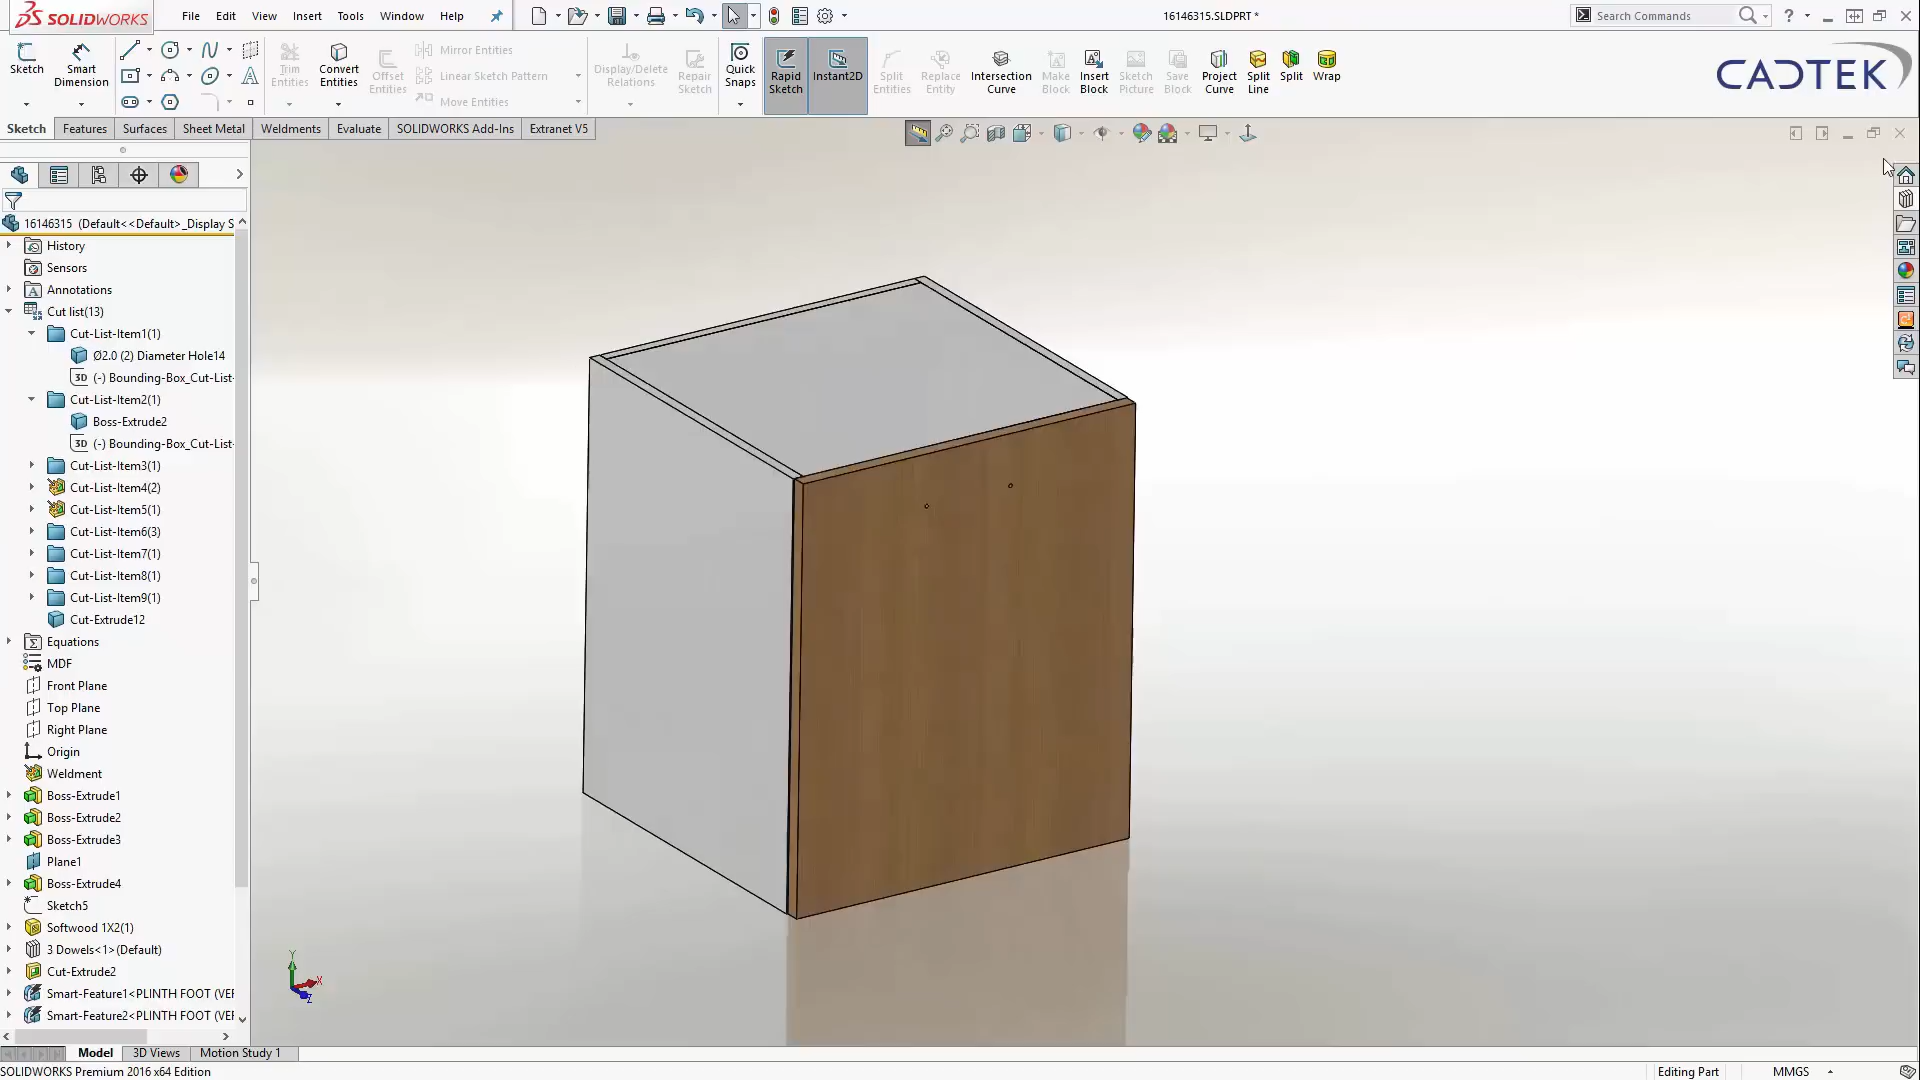 SOLIDWORKS
File Edit View Insert Tools Window Help
16146315.SLDPRT *
Search Commands
?
Sketch
Smart Dimension
Trim Entities
Convert Entities
Offset Entities
Mirror Entities
Linear Sketch Pattern
Move Entities
Display/Delete Relations
Repair Sketch
Quick Snaps
Rapid Sketch
Instant2D
Split Entities
Replace Entity
Intersection Curve
Make Block
Insert Block
Sketch Picture
Save Block
Project Curve
Split Line
Split
Wrap
CADTEK
Sketch Features Surfaces Sheet Metal Weldments Evaluate SOLIDWORKS Add-Ins Extranet V5
16146315 (Default<<Default>_Display S
History
Sensors
Annotations
Cut list(13)
Cut-List-Item1(1)
Ø2.0 (2) Diameter Hole14
3D (-) Bounding-Box_Cut-List-
Cut-List-Item2(1)
Boss-Extrude2
3D (-) Bounding-Box_Cut-List-
Cut-List-Item3(1)
Cut-List-Item4(2)
Cut-List-Item5(1)
Cut-List-Item6(3)
Cut-List-Item7(1)
Cut-List-Item8(1)
Cut-List-Item9(1)
Cut-Extrude12
Equations
MDF
Front Plane
Top Plane
Right Plane
Origin
Weldment
Boss-Extrude1
Boss-Extrude2
Boss-Extrude3
Plane1
Boss-Extrude4
Sketch5
Softwood 1X2(1)
3 Dowels<1>(Default)
Cut-Extrude2
Smart-Feature1<PLINTH FOOT (VEF
Smart-Feature2<PLINTH FOOT (VEF
Y
X
Z
Model 3D Views Motion Study 1
SOLIDWORKS Premium 2016 x64 Edition
Editing Part
MMGS